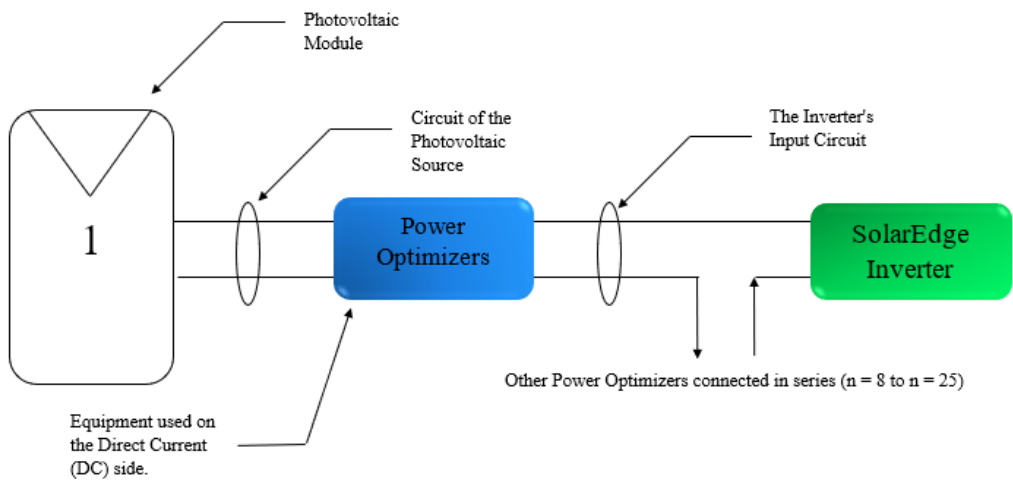 Photovoltaic
Module
Circuit of the
Photovoltaic
Source
The Inverter's
Input Circuit
1
Power
Optimizers
SolarEdge
Inverter
Other Power Optimizers connected in series (n = 8 to n = 25)
Equipment used on
the Direct Current
(DC) side.